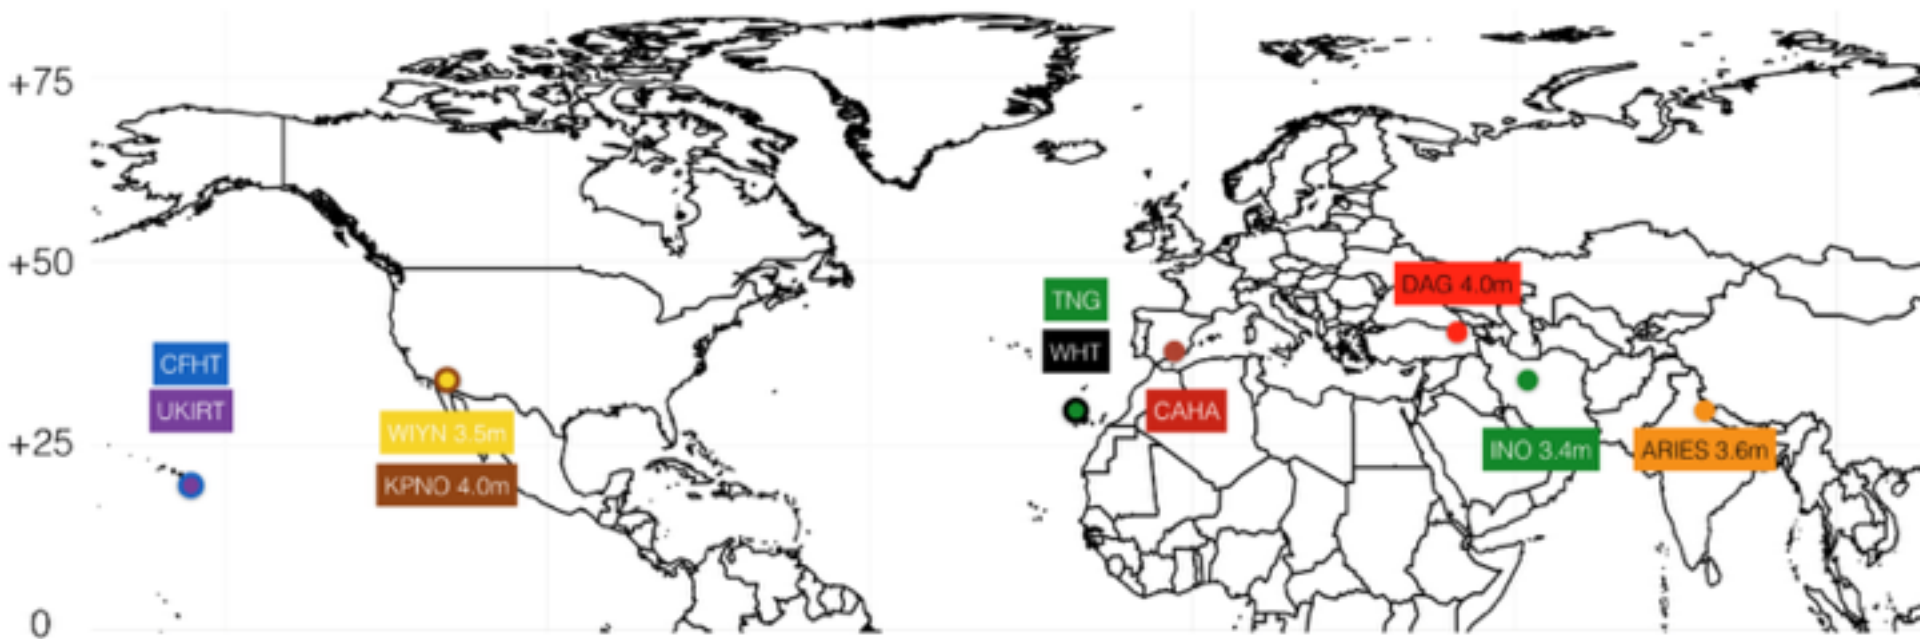 +75
+50
+25
0
CFHT
UKIRT
WIYN 3.5m
KPNO 4.0m
TNG
WHT
CAHA
DAG 4.0m
INO 3.4m
ARIES 3.6m